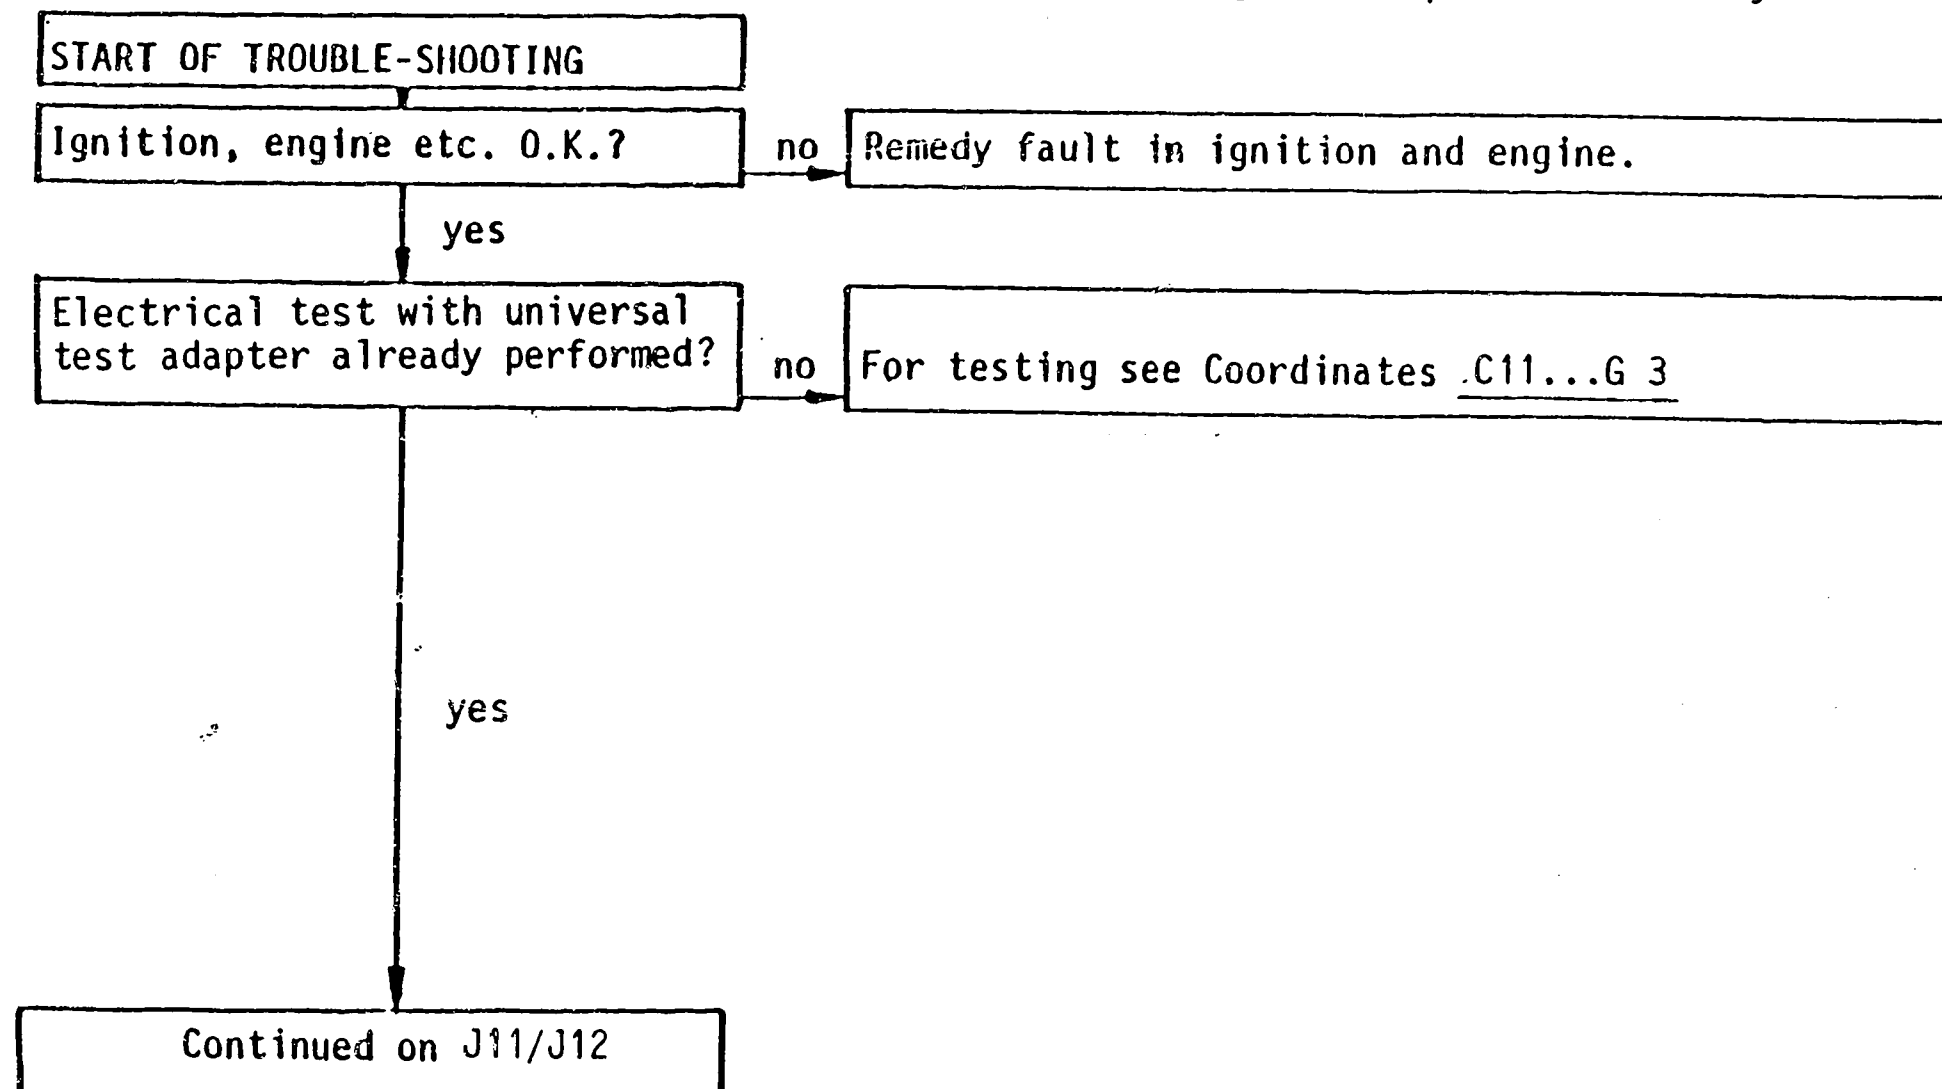 START OF TROUBLE-SHOOTING
Ignition, engine etc. O.K.?
no
Remedy fault in ignition and engine.
yes
Electrical test with universal
test adapter already performed?
no
For testing see Coordinates C11...G 3
yes
Continued on J11/J12